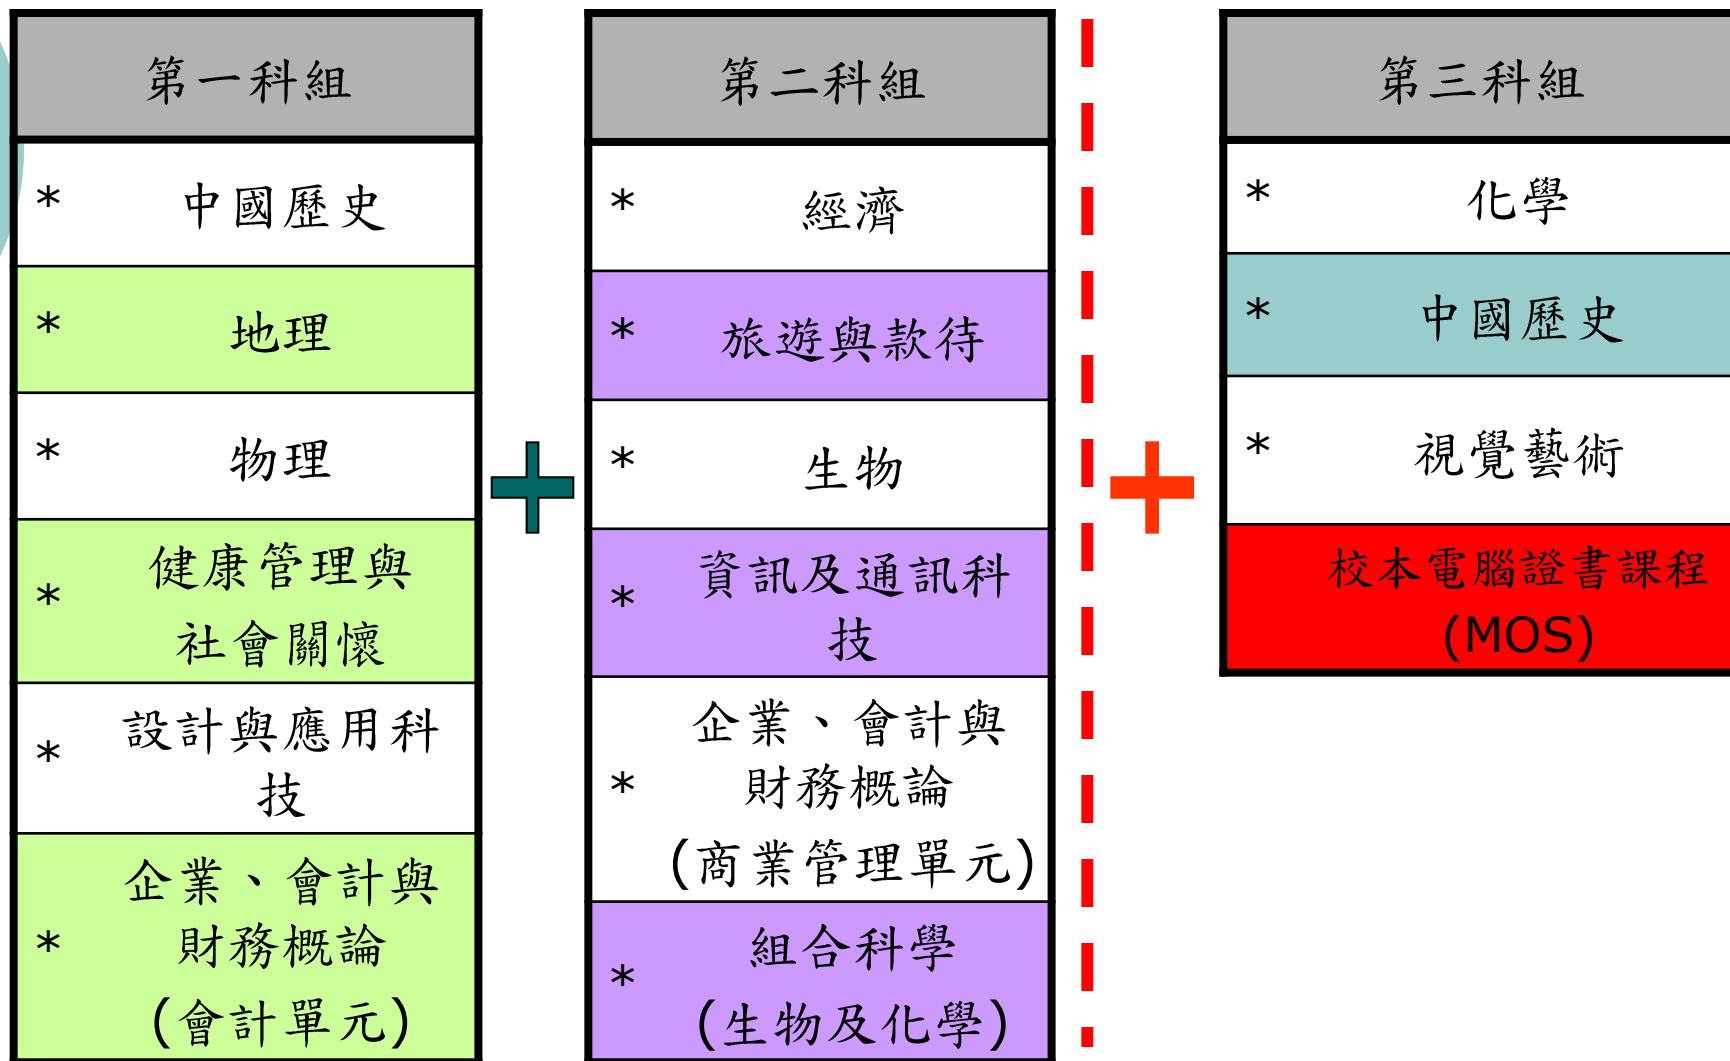 第一科組
* 中國歷史
* 地理
* 物理
健康管理與
*
社會關懷
設計與應用科
*
技
企業、會計與
* 財務概論
(會計單元)
第二科組
* 經濟
* 旅遊與款待
* 生物
資訊及通訊科
*
技
企業、會計與
* 財務概論
(商業管理單元)
組合科學
*
(生物及化學)
第三科組
* 化學
* 中國歷史
* 視覺藝術
校本電腦證書課程
(MOS)